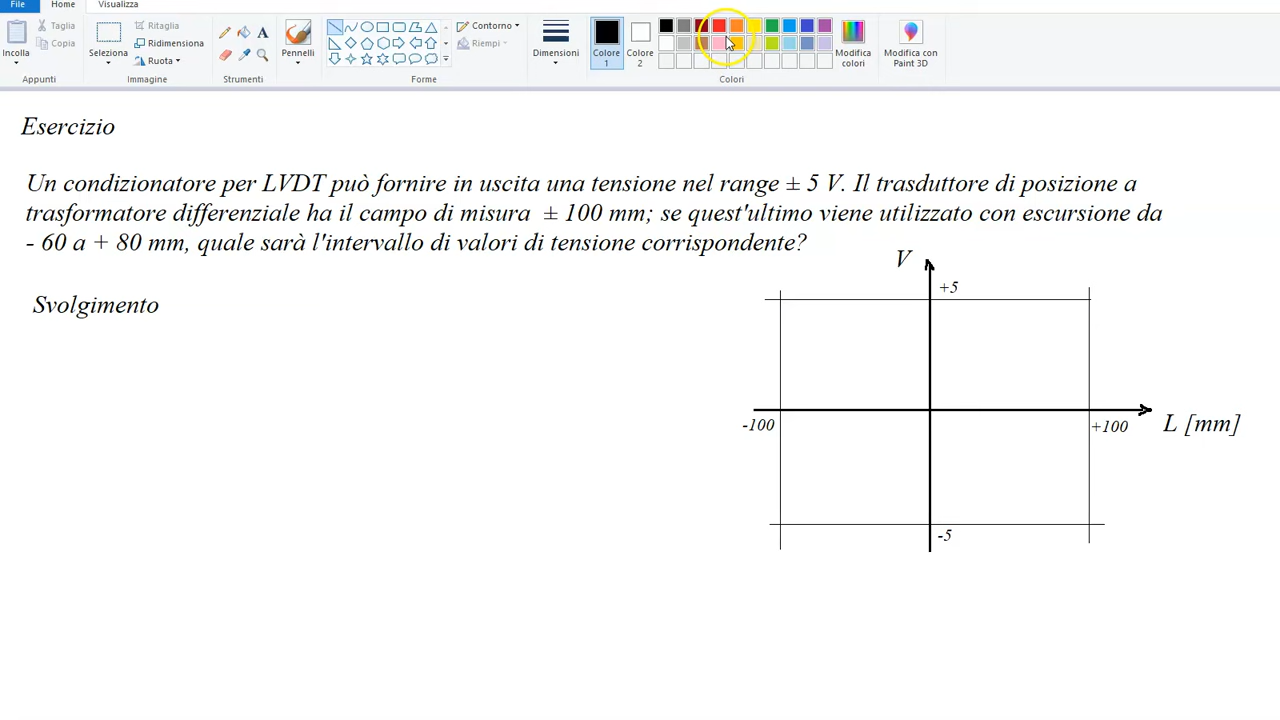 File Home Visualizza
Incolla Taglia Copia Appunti
Seleziona Ritaglia Ridimensiona Ruota Immagine
Pennelli Strumenti
Contorno Riempi Forme
Dimensioni
Colore 1 Colore 2
Modifica colori Colori
Modifica con Paint 3D
Esercizio
Un condizionatore per LVDT può fornire in uscita una tensione nel range ± 5 V. Il trasduttore di posizione a
trasformatore differenziale ha il campo di misura ± 100 mm; se quest'ultimo viene utilizzato con escursione da
- 60 a + 80 mm, quale sarà l'intervallo di valori di tensione corrispondente?
Svolgimento
V
+5
-100
+100
L [mm]
-5